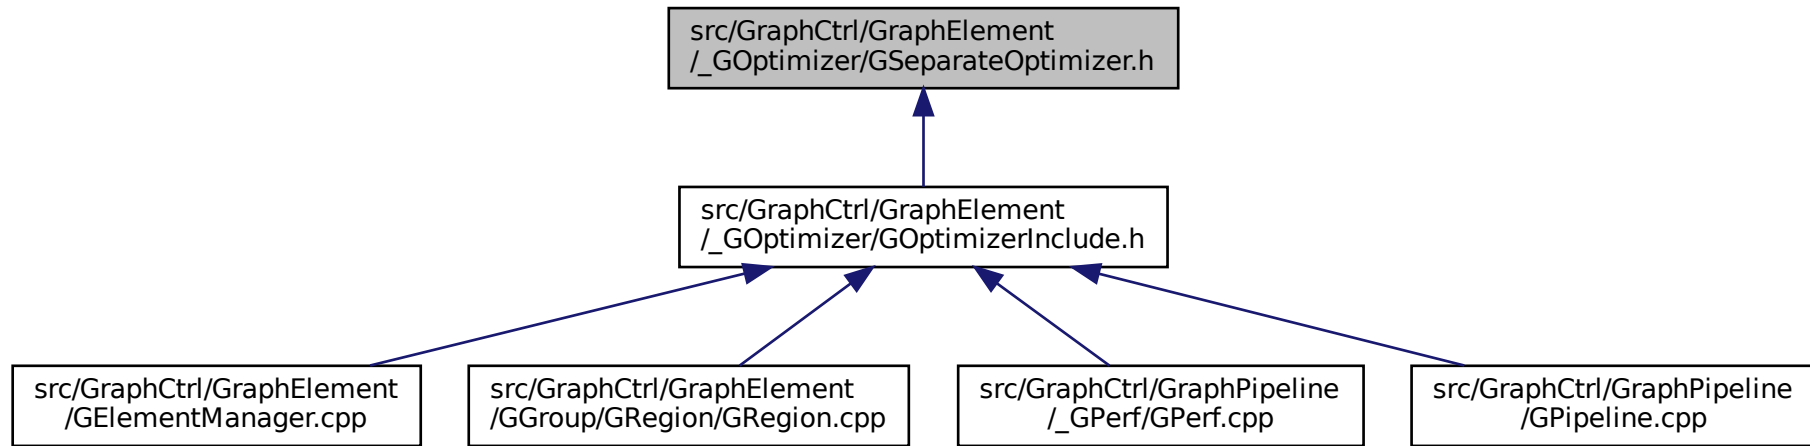 src/GraphCtrl/GraphElement
/_GOptimizer/GSeparateOptimizer.h
src/GraphCtrl/GraphElement
/_GOptimizer/GOptimizerInclude.h
src/GraphCtrl/GraphElement
/GElementManager.cpp
src/GraphCtrl/GraphElement
/GGroup/GRegion/GRegion.cpp
src/GraphCtrl/GraphPipeline
/_GPerf/GPerf.cpp
src/GraphCtrl/GraphPipeline
/GPipeline.cpp